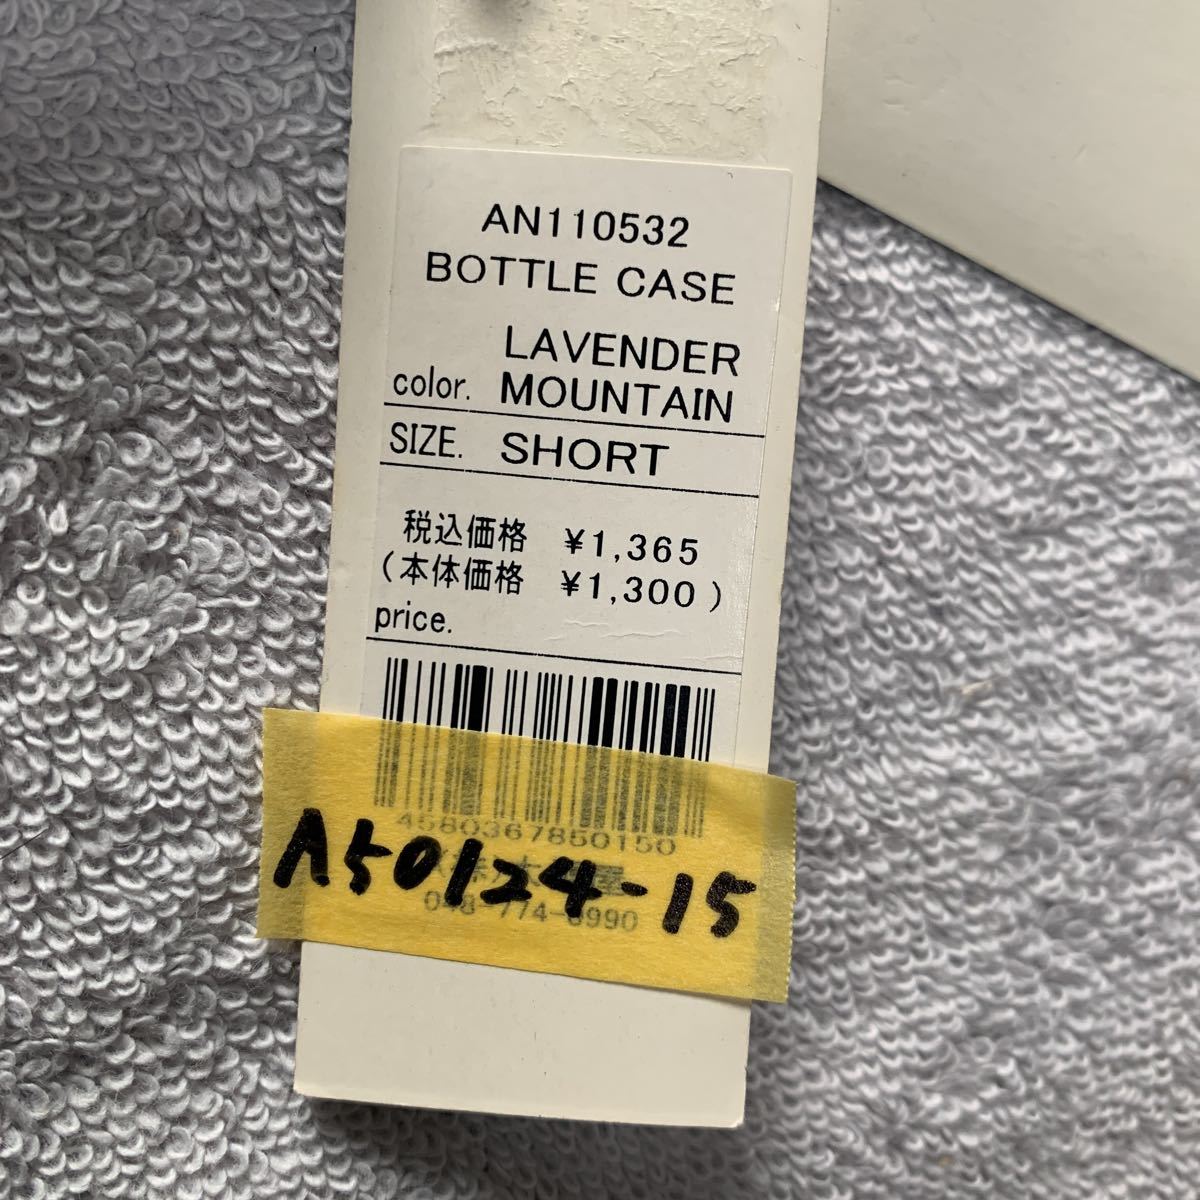 AN110532
BOTTLE CASE
LAVENDER
color. MOUNTAIN
SIZE. SHORT
税込価格 ¥1,365
(本体価格 ¥1,300)
price.
4580367850150
A50124-15